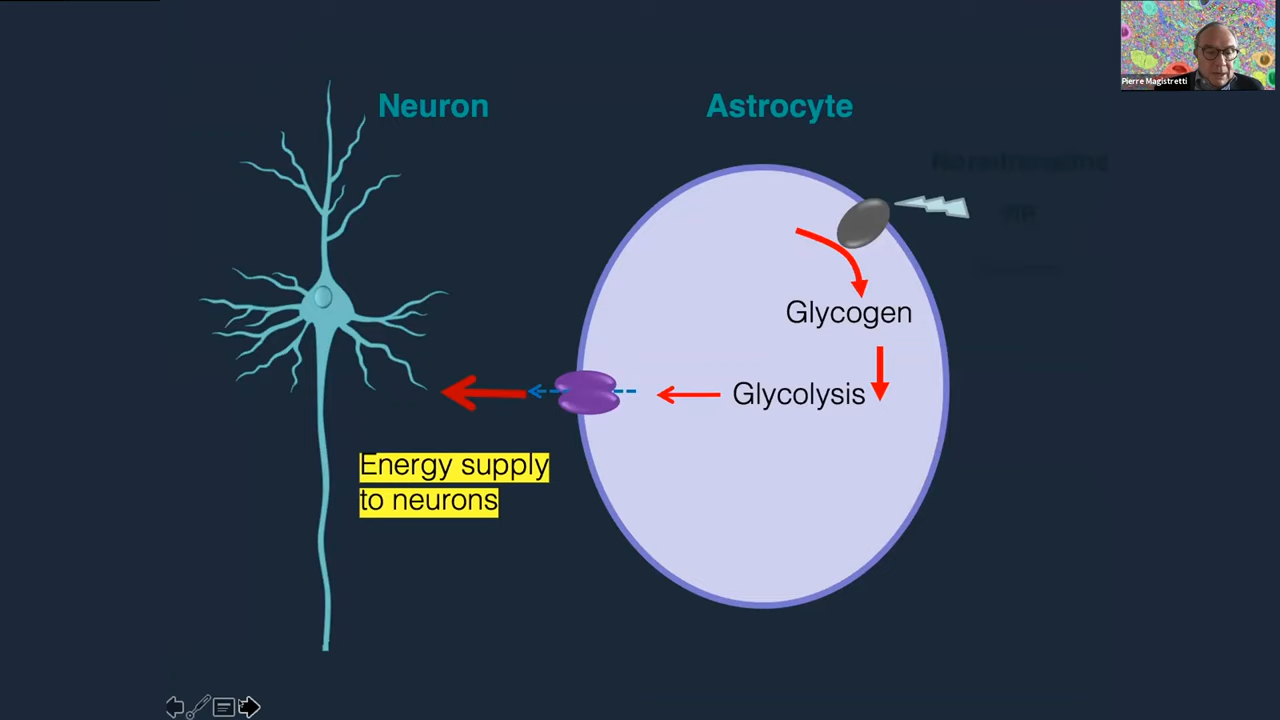 Pierre Magistretti
Neuron
Astrocyte
Glycogen
Glycolysis
Energy supply
to neurons